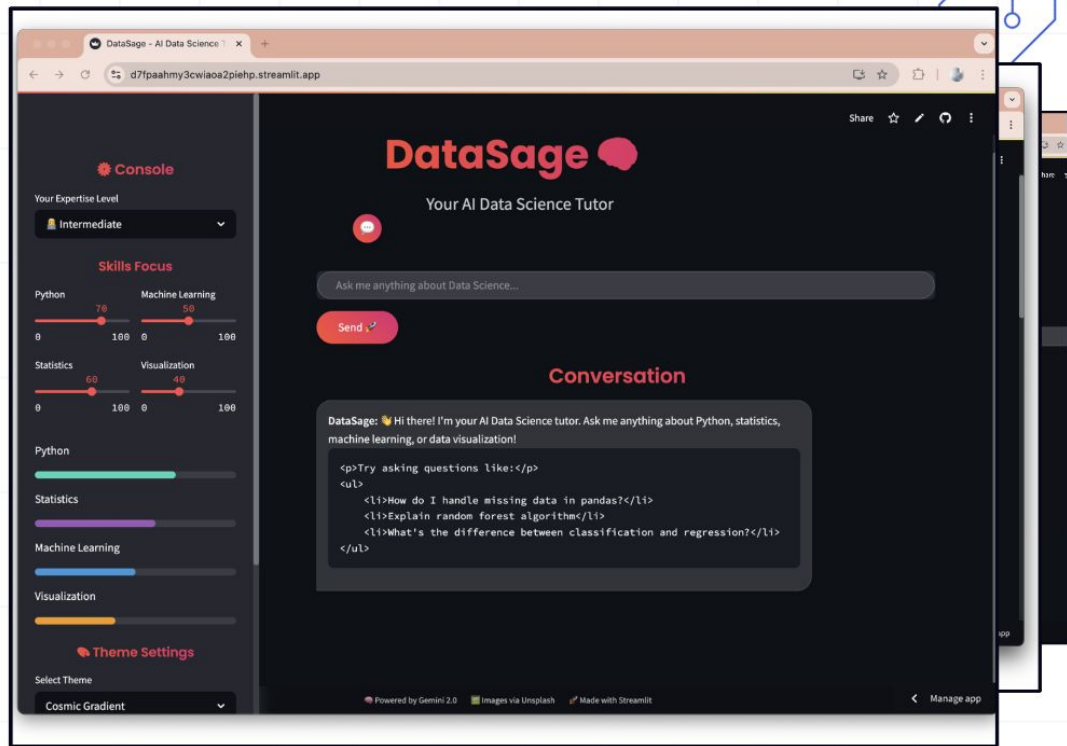 DataSage - AI Data Science T
d7fpaahmy3cwiaoa2piehp.streamlit.app
Share
Console
Your Expertise Level
Intermediate
Skills Focus
Python
Machine Learning
70
50
0 100
0 100
Statistics
Visualization
60
40
0 100
0 100
Python
Statistics
Machine Learning
Visualization
Theme Settings
Select Theme
Cosmic Gradient
DataSage
Your AI Data Science Tutor
Ask me anything about Data Science...
Send
Conversation
DataSage: 👋 Hi there! I'm your AI Data Science tutor. Ask me anything about Python, statistics,
machine learning, or data visualization!
<p>Try asking questions like:</p>
<ul>
<li>How do I handle missing data in pandas?</li>
<li>Explain random forest algorithm</li>
<li>What's the difference between classification and regression?</li>
</ul>
Powered by Gemini 2.0
Images via Unsplash
Made with Streamlit
Manage app
app
hare